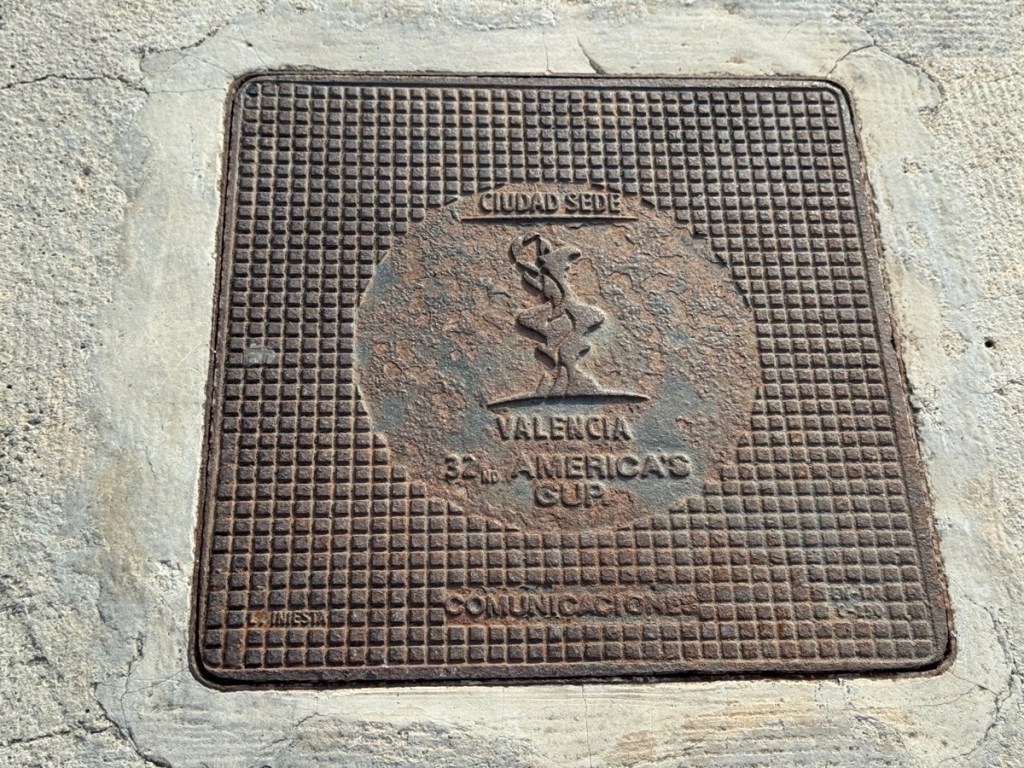 CIUDAD SEDE
VALENCIA
32ND. AMERICA'S
CUP.
COMUNICACIONES
INIESTA